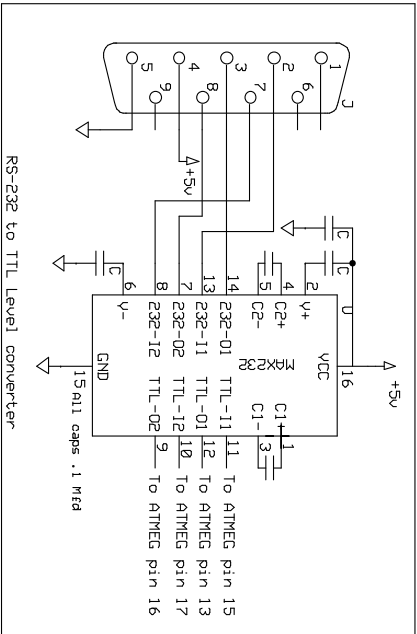 +5v
16
VCC
U
J
C
C
2
V+
C1+
1
4
C2+
C1-
3
5
C2-
MAX232
1
6
2
7
3
8
4
9
5
+5v
14 232-O1 TTL-I1 11 To ATMEG pin 15
13 232-I1 TTL-O1 12 To ATMEG pin 13
7 232-O2 TTL-I2 10 To ATMEG pin 17
8 232-I2 TTL-O2 9 To ATMEG pin 16
6
V-
C
GND
15
All caps .1 Mfd
RS-232 to TTL Level converter